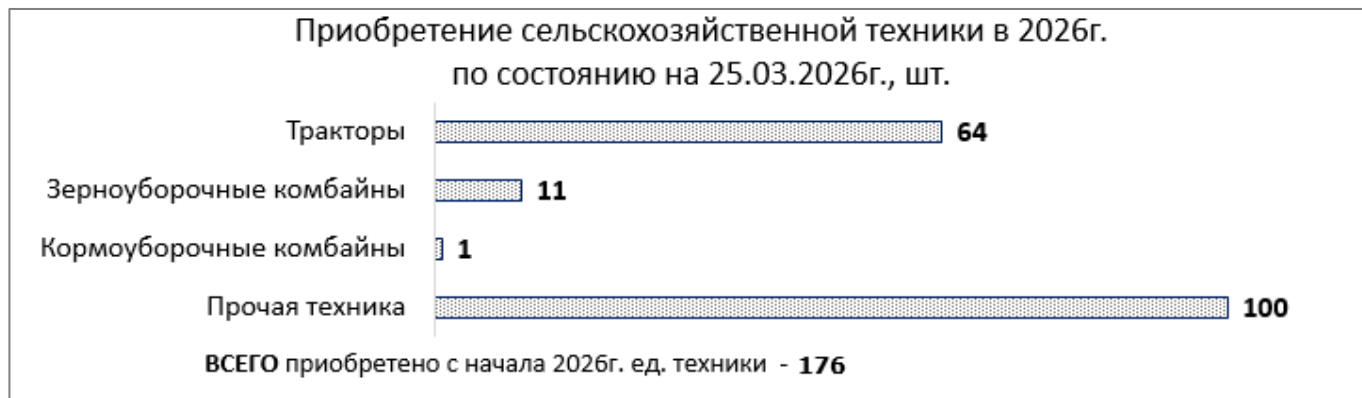 Приобретение сельскохозяйственной техники в 2026г.
по состоянию на 25.03.2026г., шт.
Тракторы 64
Зерноуборочные комбайны 11
Кормоуборочные комбайны 1
Прочая техника 100
ВСЕГО приобретено с начала 2026г. ед. техники - 176